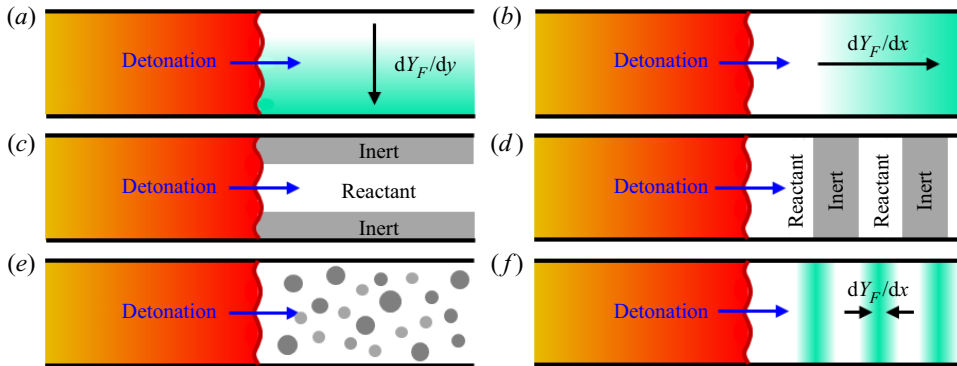 (a)
Detonation
dY_F/dy
(b)
Detonation
dY_F/dx
(c)
Inert
Detonation
Reactant
Inert
(d)
Detonation
Reactant
Inert
Reactant
Inert
(e)
Detonation
(f)
Detonation
dY_F/dx